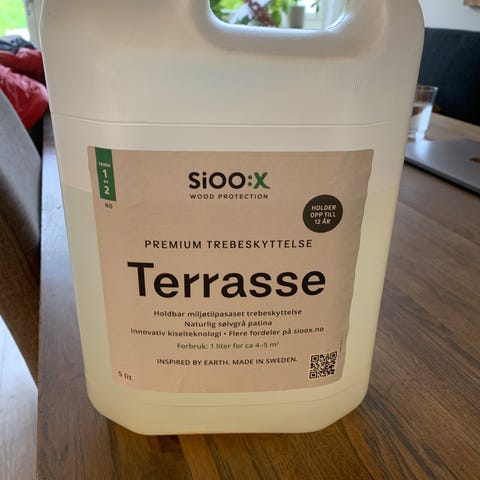 TRINN
1
AV
2
NO
SiOO:X
WOOD PROTECTION
HOLDER
OPP TILL
12 ÅR
PREMIUM TREBESKYTTELSE
Terrasse
Holdbar miljøtilpasaset trebeskyttelse
Naturlig sølvgrå patina
Innovativ kiselteknologi • Flere fordeler på sioox.no
Forbruk: 1 liter for ca 4–5 m²
INSPIRED BY EARTH. MADE IN SWEDEN.
5 lit